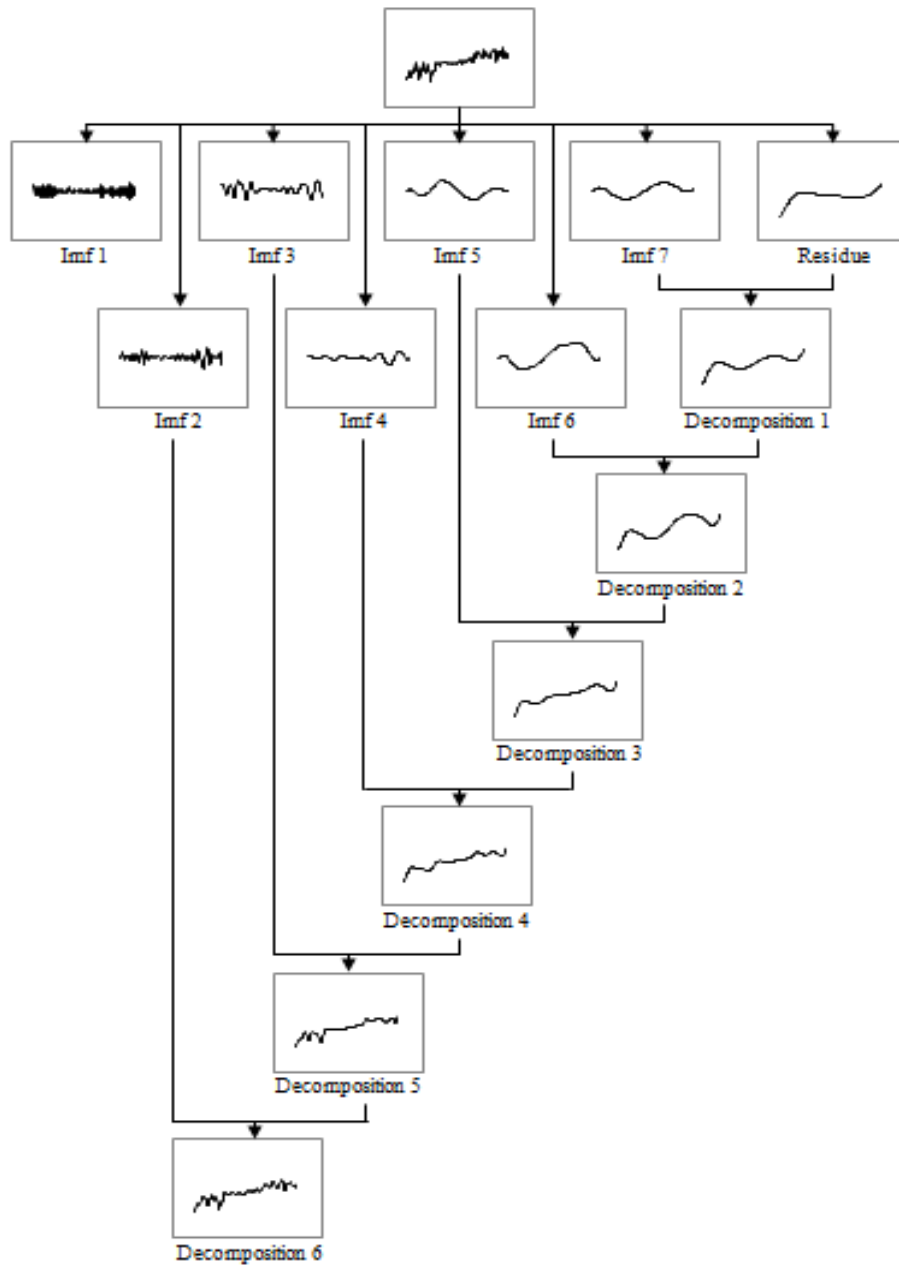 Imf 1
Imf 3
Imf 5
Imf 7
Residue
Imf 2
Imf 4
Imf 6
Decomposition 1
Decomposition 2
Decomposition 3
Decomposition 4
Decomposition 5
Decomposition 6